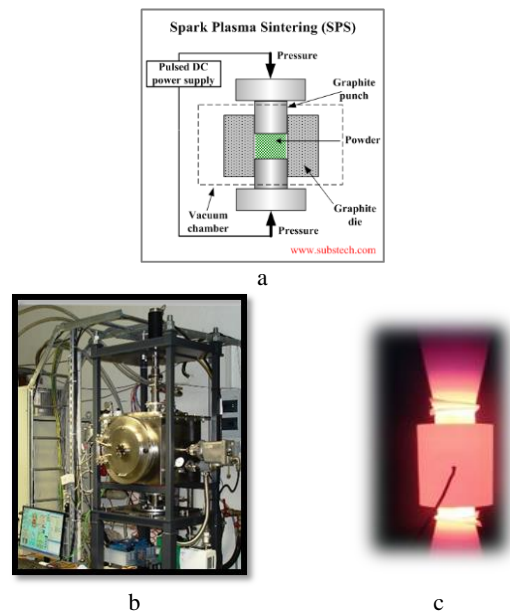 Spark Plasma Sintering (SPS)
Pressure
Pulsed DC
power supply
Graphite
punch
Powder
Vacuum
chamber
Pressure
Graphite
die
www.substech.com
a
b
c